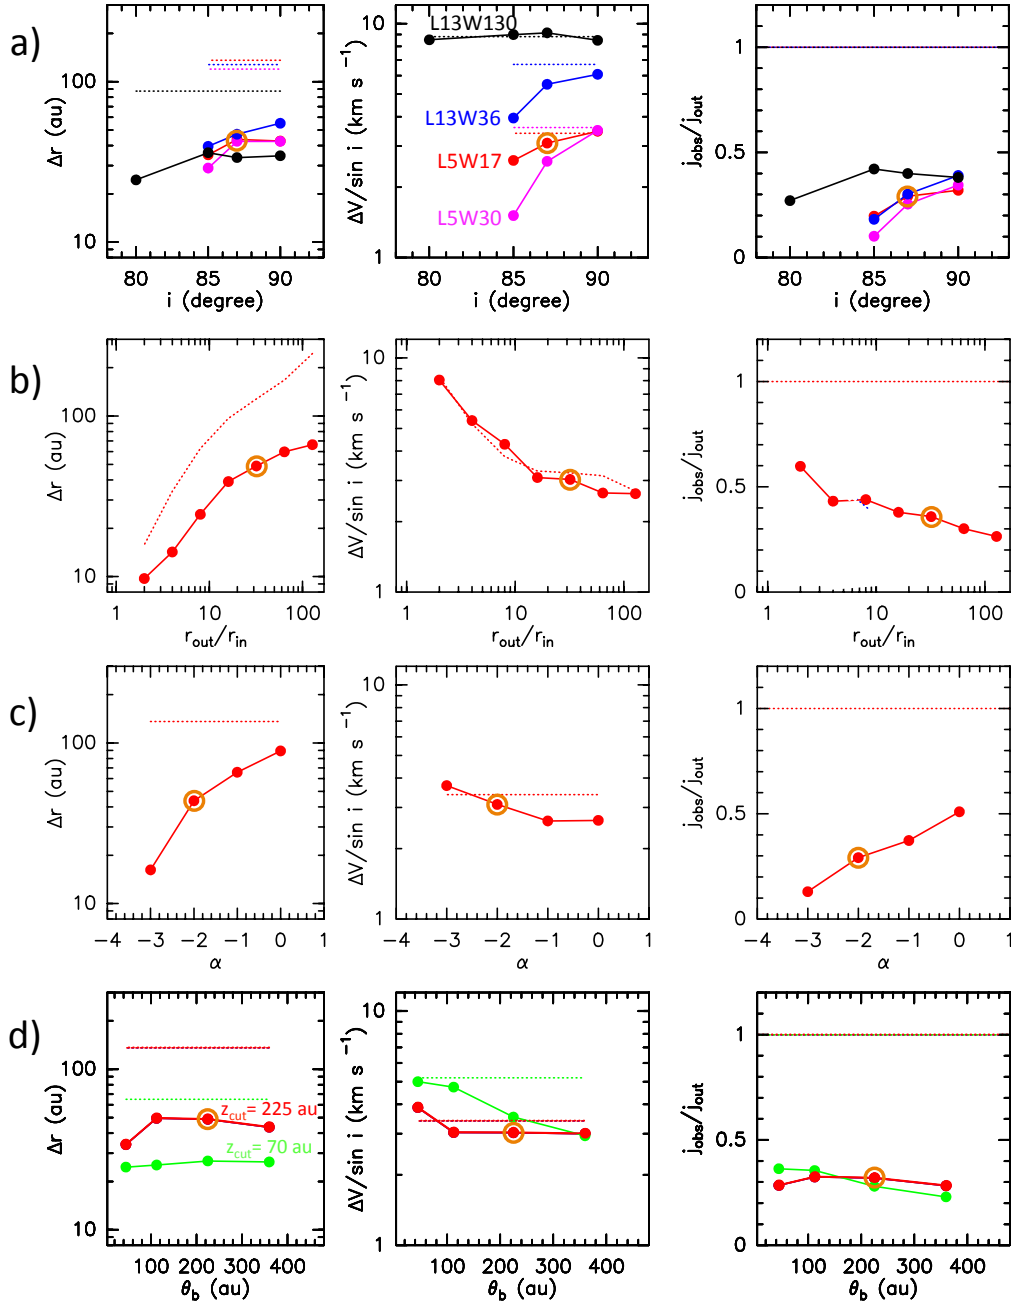 a)
100
10
Δr (au)
80 85 90
i (degree)
10
1
ΔV/sin i (km s⁻¹)
L13W130
L13W36
L5W17
L5W30
80 85 90
i (degree)
1
0.5
0
j_obs/j_out
80 85 90
i (degree)
b)
100
10
Δr (au)
1 10 100
r_out/r_in
10
1
ΔV/sin i (km s⁻¹)
1 10 100
r_out/r_in
1
0.5
0
j_obs/j_out
1 10 100
r_out/r_in
c)
100
10
Δr (au)
−4 −3 −2 −1 0 1
α
10
1
ΔV/sin i (km s⁻¹)
−4 −3 −2 −1 0 1
α
1
0.5
0
j_obs/j_out
−4 −3 −2 −1 0 1
α
d)
100
10
Δr (au)
z_cut= 225 au
z_cut= 70 au
100 200 300 400
θ_b (au)
10
1
ΔV/sin i (km s⁻¹)
100 200 300 400
θ_b (au)
1
0.5
0
j_obs/j_out
100 200 300 400
θ_b (au)